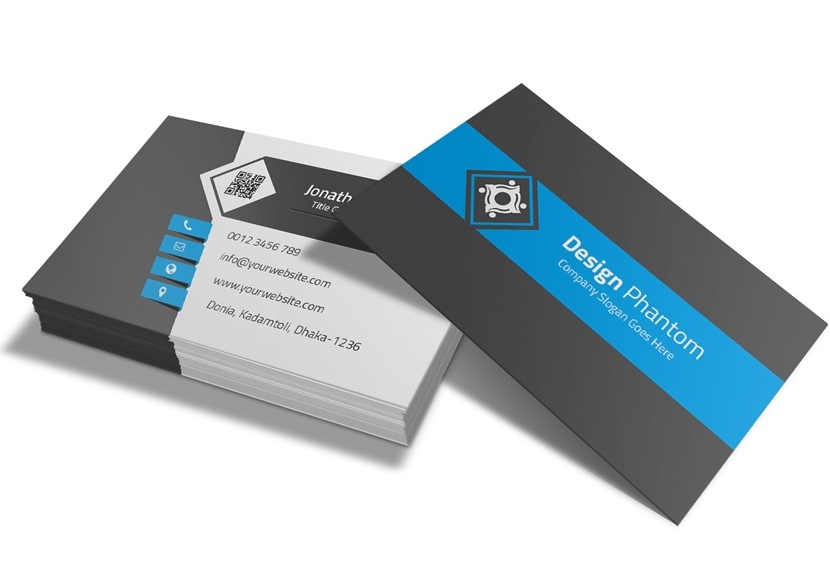 Jonath
Title
0012 3456 789
info@yourwebsite.com
www.yourwebsite.com
Donia, Kadamtoli, Dhaka-1236
Design Phantom
Company Slogan Goes Here